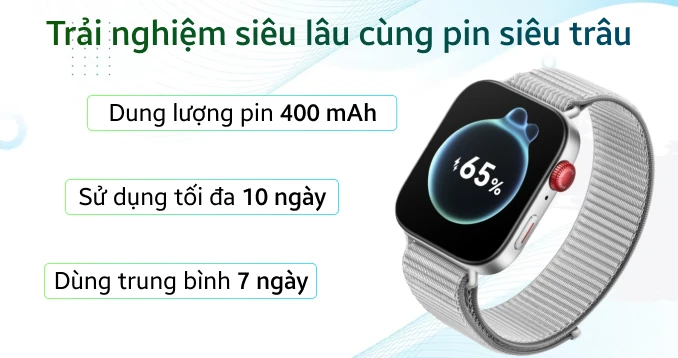 Trải nghiệm siêu lâu cùng pin siêu trâu
Dung lượng pin 400 mAh
65%
Sử dụng tối đa 10 ngày
Dùng trung bình 7 ngày